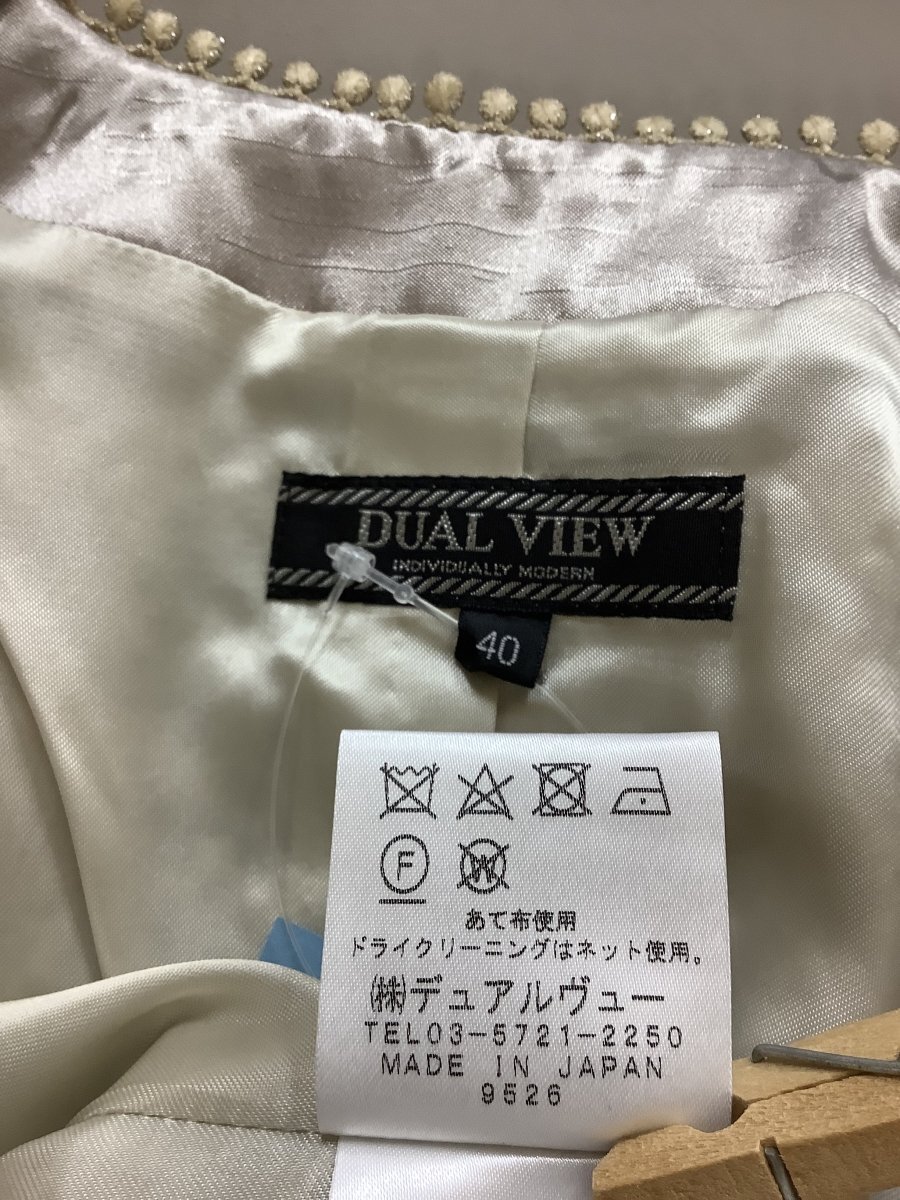 DUAL VIEW
INDIVIDUALLY MODERN
40
F W
あて布使用
ドライクリーニングはネット使用。
㈱デュアルヴュー
TEL03-5721-2250
MADE IN JAPAN
9526